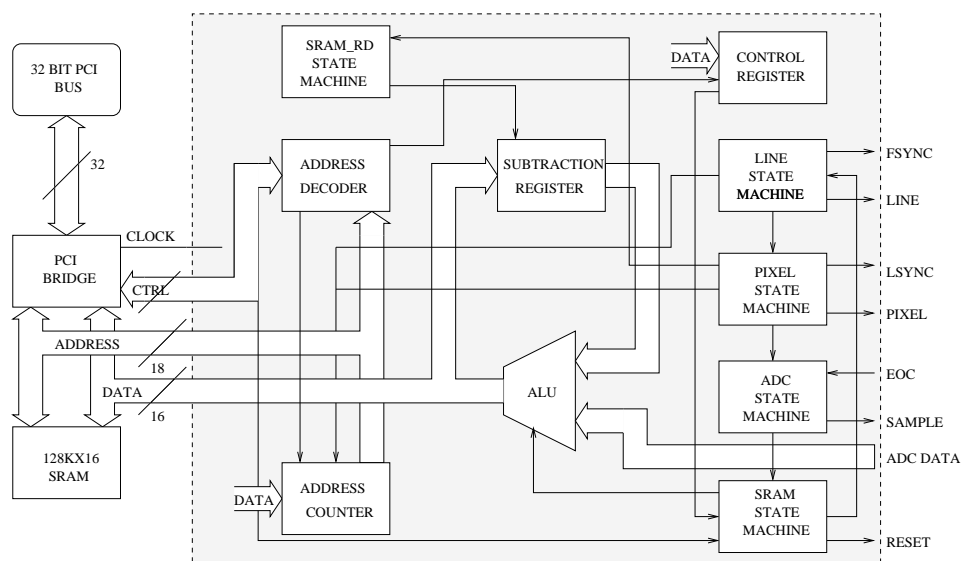 32 BIT PCI
BUS
32
PCI
BRIDGE
CLOCK
CTRL
ADDRESS
18
DATA
16
128KX16
SRAM
SRAM_RD
STATE
MACHINE
ADDRESS
DECODER
DATA
ADDRESS
COUNTER
SUBTRACTION
REGISTER
ALU
DATA
CONTROL
REGISTER
LINE
STATE
MACHINE
PIXEL
STATE
MACHINE
ADC
STATE
MACHINE
SRAM
STATE
MACHINE
FSYNC
LINE
LSYNC
PIXEL
EOC
SAMPLE
ADC DATA
RESET